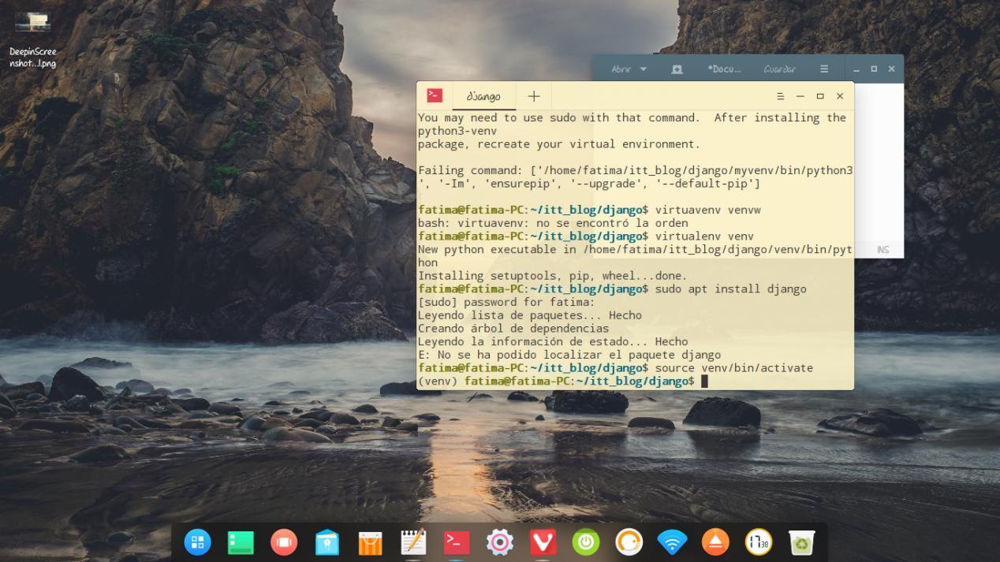 DeepinScree
nshot...l.png
Abrir
*Docu...
Guardar
django
You may need to use sudo with that command.  After installing the
python3-venv
package, recreate your virtual environment.
Failing command: ['/home/fatima/itt_blog/django/myvenv/bin/python3
', '-Im', 'ensurepip', '--upgrade', '--default-pip']
fatima@fatima-PC:~/itt_blog/django$ virtuavenv venvw
bash: virtuavenv: no se encontró la orden
fatima@fatima-PC:~/itt_blog/django$ virtualenv venv
New python executable in /home/fatima/itt_blog/django/venv/bin/pyt
hon
Installing setuptools, pip, wheel...done.
fatima@fatima-PC:~/itt_blog/django$ sudo apt install django
[sudo] password for fatima:
Leyendo lista de paquetes... Hecho
Creando árbol de dependencias
Leyendo la información de estado... Hecho
E: No se ha podido localizar el paquete django
fatima@fatima-PC:~/itt_blog/django$ source venv/bin/activate
(venv) fatima@fatima-PC:~/itt_blog/django$
INS
17:38